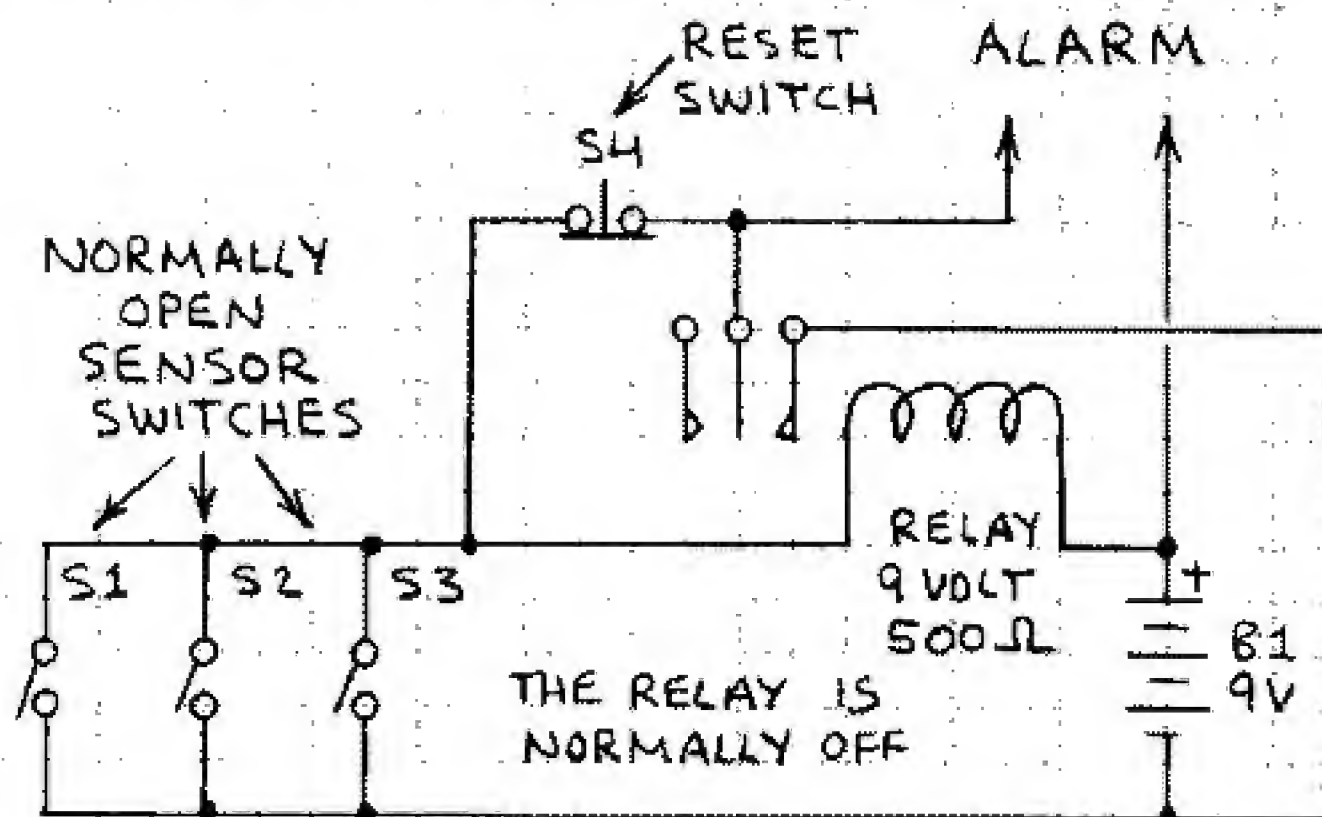 RESET
SWITCH
ALARM
S4
NORMALLY
OPEN
SENSOR
SWITCHES
S1
S2
S3
RELAY
9 VOLT
500Ω
+
B1
9V
THE RELAY IS
NORMALLY OFF